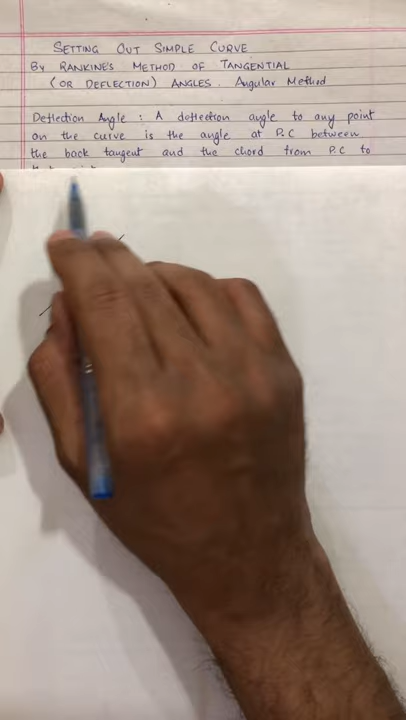 SETTING OUT SIMPLE CURVE
BY RANKINE'S METHOD OF TANGENTIAL
(OR DEFLECTION) ANGLES. Angular Method
Deflection Angle : A deflection angle to any point
on the curve is the angle at P.C between
the back tangent and the chord from P.C to